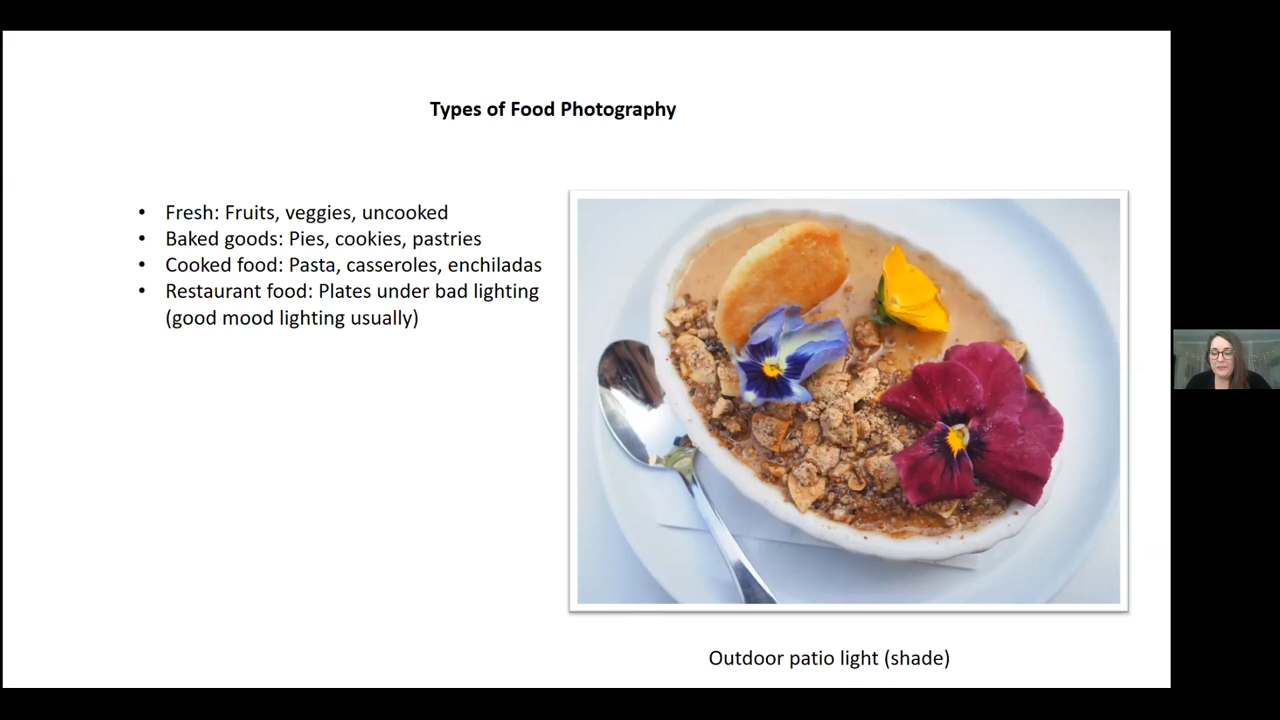 Types of Food Photography
• Fresh: Fruits, veggies, uncooked
• Baked goods: Pies, cookies, pastries
• Cooked food: Pasta, casseroles, enchiladas
• Restaurant food: Plates under bad lighting
(good mood lighting usually)
Outdoor patio light (shade)